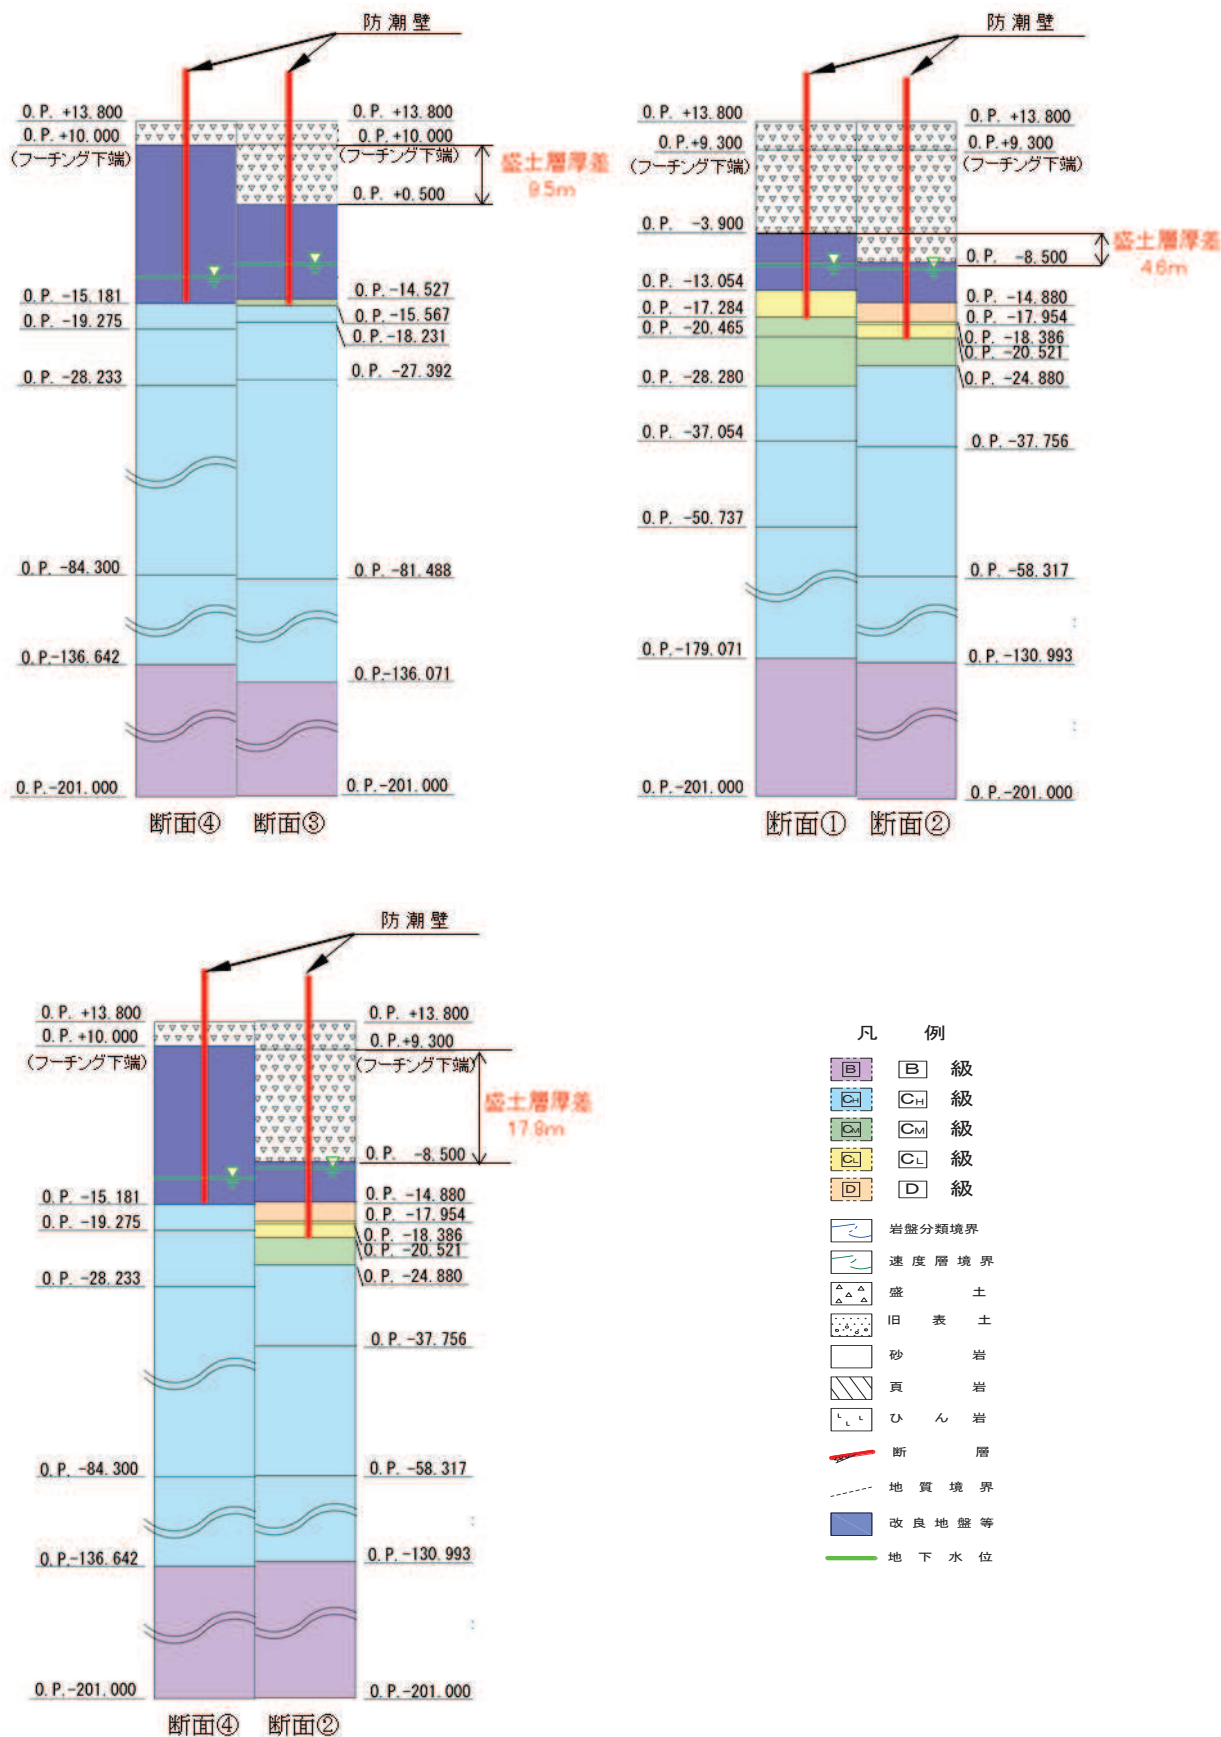 防潮壁
O.P. +13.800
O.P. +10.000
(フーチング下端)
O.P. -15.181
O.P. -19.275
O.P. -28.233
O.P. -84.300
O.P.-136.642
O.P.-201.000
O.P. +13.800
O.P. +10.000
(フーチング下端)
O.P. +0.500
O.P. -14.527
O.P. -15.567
O.P. -18.231
O.P. -27.392
O.P. -81.488
O.P.-136.071
O.P.-201.000
盛土層厚差
9.5m
断面④
断面③
防潮壁
O.P. +13.800
O.P.+9.300
(フーチング下端)
O.P. -3.900
O.P. -13.054
O.P. -17.284
O.P. -20.465
O.P. -28.280
O.P. -37.054
O.P. -50.737
O.P.-179.071
O.P.-201.000
O.P. +13.800
O.P.+9.300
(フーチング下端)
O.P. -8.500
O.P. -14.880
O.P. -17.954
O.P. -18.386
O.P. -20.521
O.P. -24.880
O.P. -37.756
O.P. -58.317
O.P.-130.993
O.P.-201.000
盛土層厚差
4.6m
断面①
断面②
防潮壁
O.P. +13.800
O.P. +10.000
(フーチング下端)
O.P. -15.181
O.P. -19.275
O.P. -28.233
O.P. -84.300
O.P.-136.642
O.P.-201.000
O.P. +13.800
O.P.+9.300
(フーチング下端)
O.P. -8.500
O.P. -14.880
O.P. -17.954
O.P. -18.386
O.P. -20.521
O.P. -24.880
O.P. -37.756
O.P. -58.317
O.P.-130.993
O.P.-201.000
盛土層厚差
17.8m
断面④
断面②
凡 例
B B 級
CH CH 級
CM CM 級
CL CL 級
D D 級
岩盤分類境界
速度層境界
盛土
旧表土
砂岩
頁岩
ひん岩
断層
地質境界
改良地盤等
地下水位